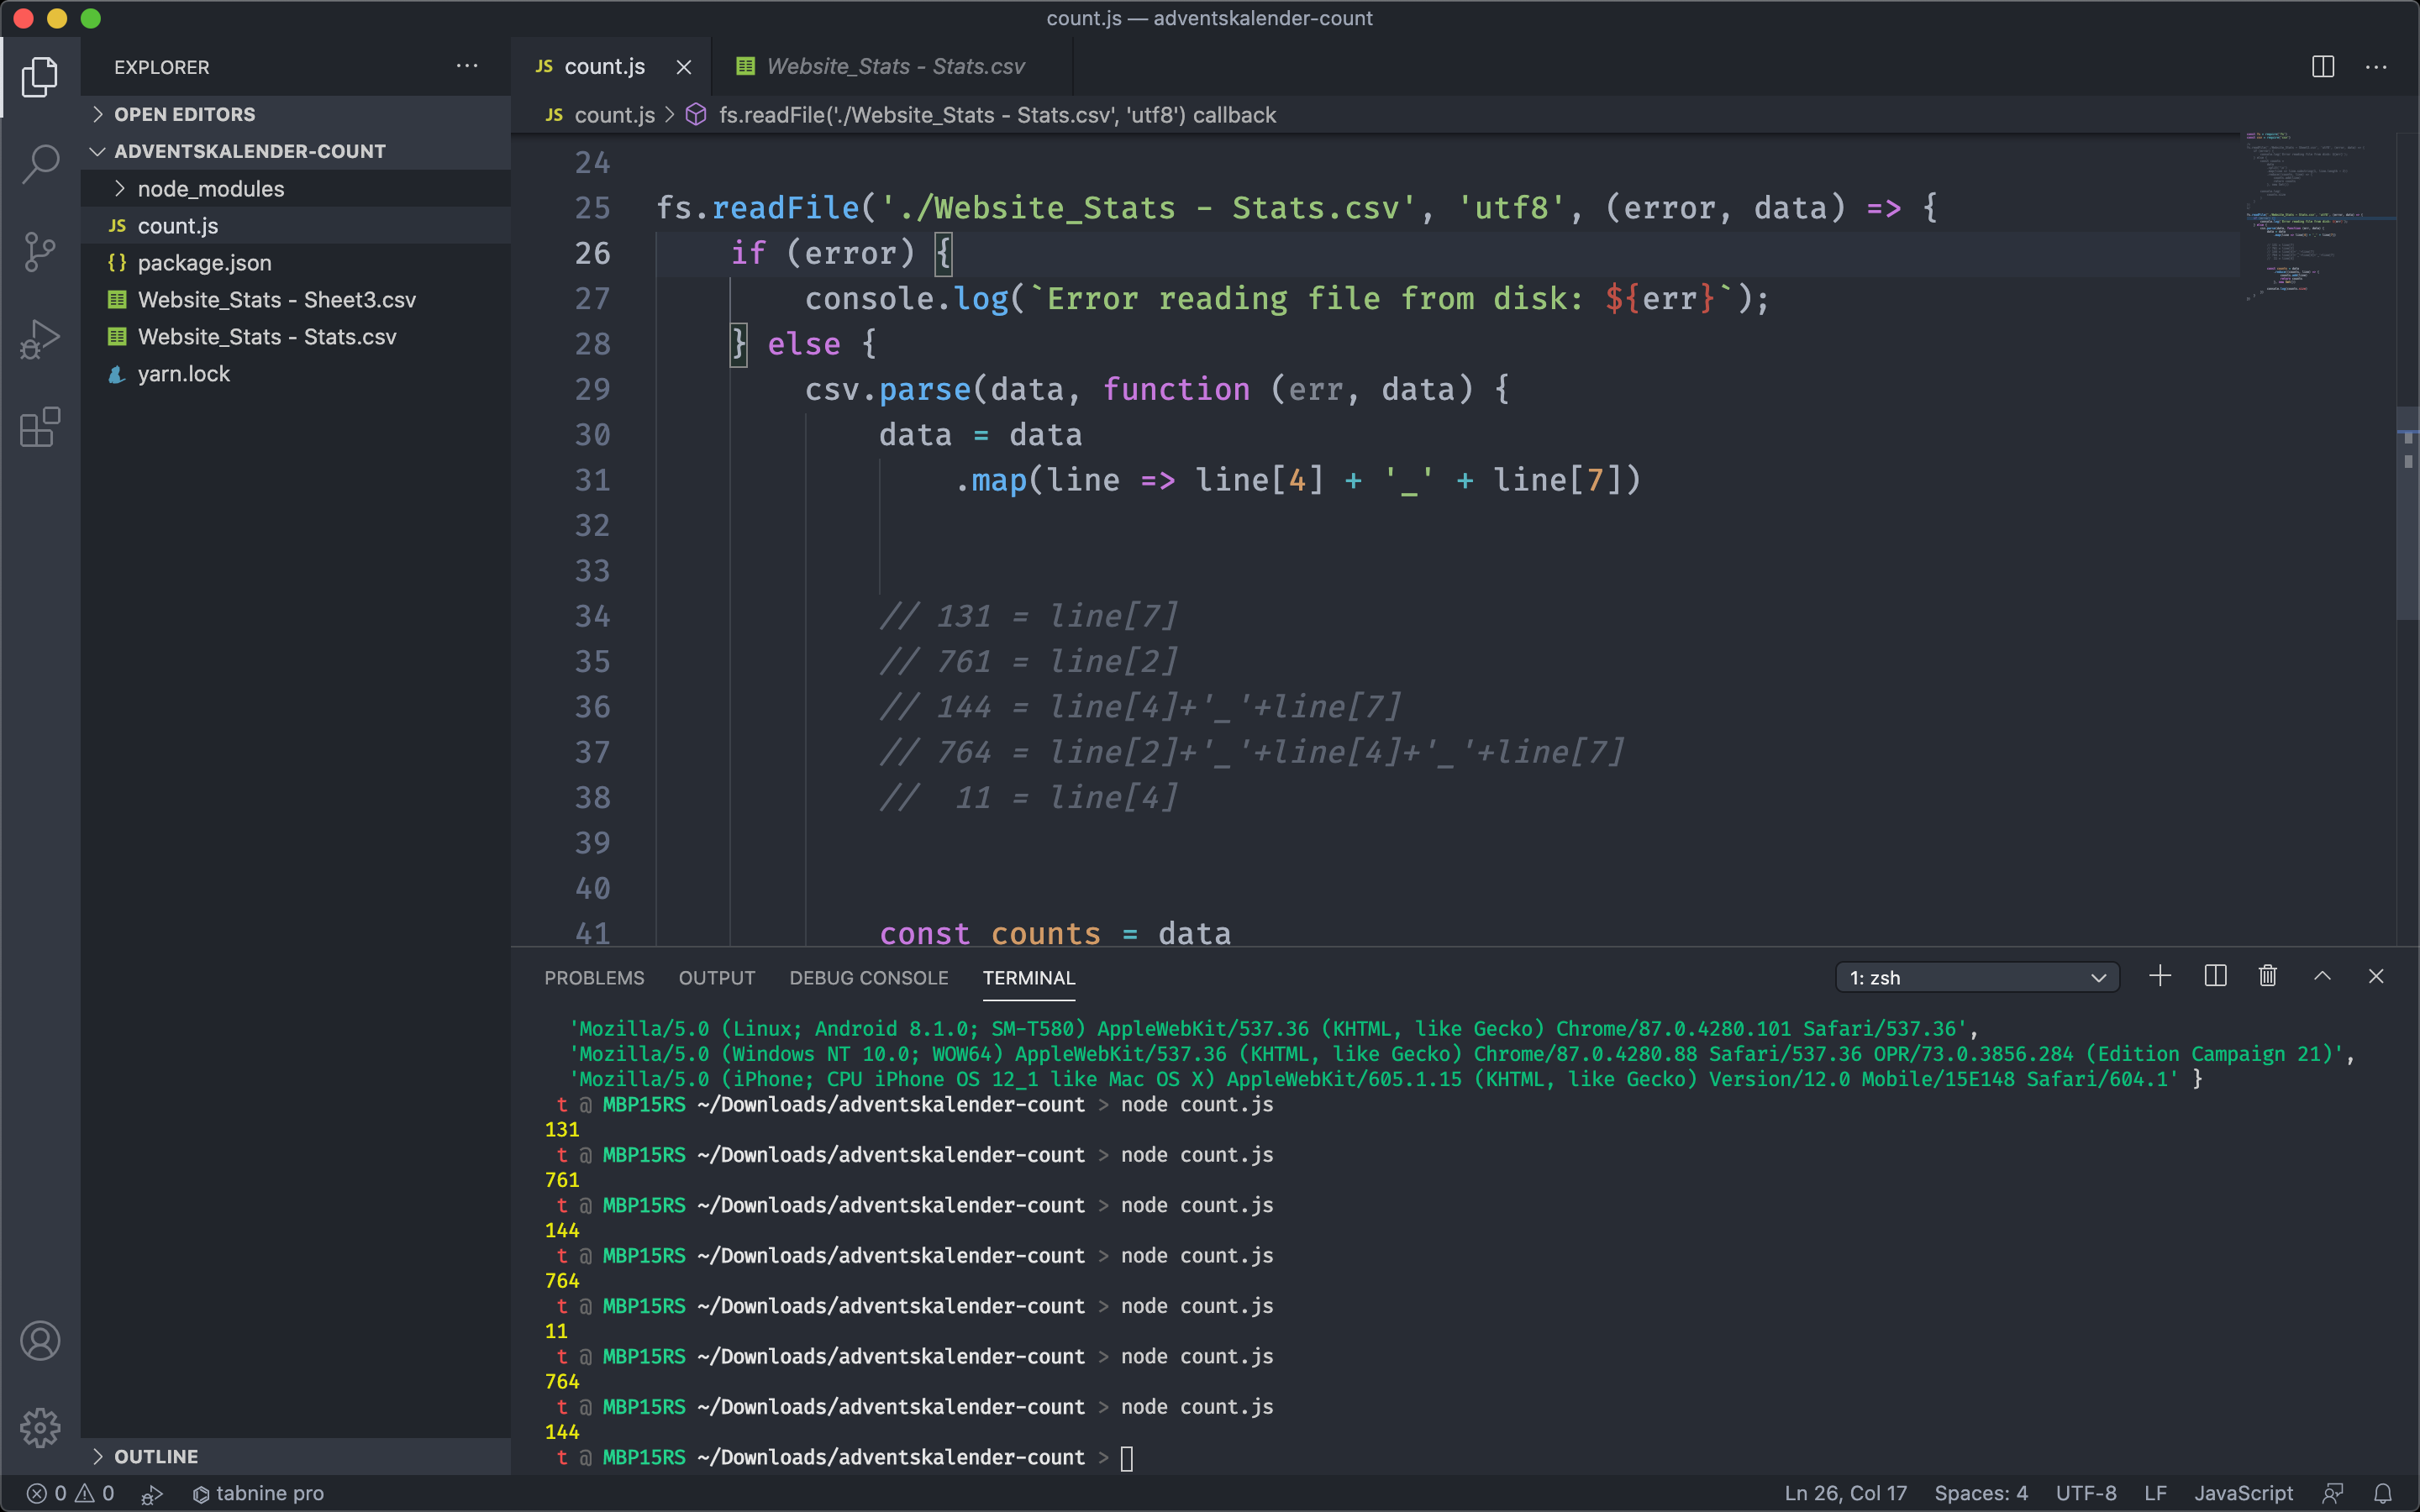 count.js — adventskalender-count
EXPLORER
OPEN EDITORS
ADVENTSKALENDER-COUNT
node_modules
JS count.js
{} package.json
Website_Stats - Sheet3.csv
Website_Stats - Stats.csv
yarn.lock
OUTLINE
JS count.js
Website_Stats - Stats.csv
JS count.js > fs.readFile('./Website_Stats - Stats.csv', 'utf8') callback
24
25 fs.readFile('./Website_Stats - Stats.csv', 'utf8', (error, data) => {
26 if (error) {
27 console.log(`Error reading file from disk: ${err}`);
28 } else {
29 csv.parse(data, function (err, data) {
30 data = data
31 .map(line => line[4] + '_' + line[7])
32
33
34 // 131 = line[7]
35 // 761 = line[2]
36 // 144 = line[4]+'_'+line[7]
37 // 764 = line[2]+'_'+line[4]+'_'+line[7]
38 //  11 = line[4]
39
40
41 const counts = data
PROBLEMS OUTPUT DEBUG CONSOLE TERMINAL
1: zsh
'Mozilla/5.0 (Linux; Android 8.1.0; SM-T580) AppleWebKit/537.36 (KHTML, like Gecko) Chrome/87.0.4280.101 Safari/537.36',
'Mozilla/5.0 (Windows NT 10.0; WOW64) AppleWebKit/537.36 (KHTML, like Gecko) Chrome/87.0.4280.88 Safari/537.36 OPR/73.0.3856.284 (Edition Campaign 21)',
'Mozilla/5.0 (iPhone; CPU iPhone OS 12_1 like Mac OS X) AppleWebKit/605.1.15 (KHTML, like Gecko) Version/12.0 Mobile/15E148 Safari/604.1' }
t @ MBP15RS ~/Downloads/adventskalender-count > node count.js
131
t @ MBP15RS ~/Downloads/adventskalender-count > node count.js
761
t @ MBP15RS ~/Downloads/adventskalender-count > node count.js
144
t @ MBP15RS ~/Downloads/adventskalender-count > node count.js
764
t @ MBP15RS ~/Downloads/adventskalender-count > node count.js
11
t @ MBP15RS ~/Downloads/adventskalender-count > node count.js
764
t @ MBP15RS ~/Downloads/adventskalender-count > node count.js
144
t @ MBP15RS ~/Downloads/adventskalender-count >
0 0 tabnine pro
Ln 26, Col 17 Spaces: 4 UTF-8 LF JavaScript